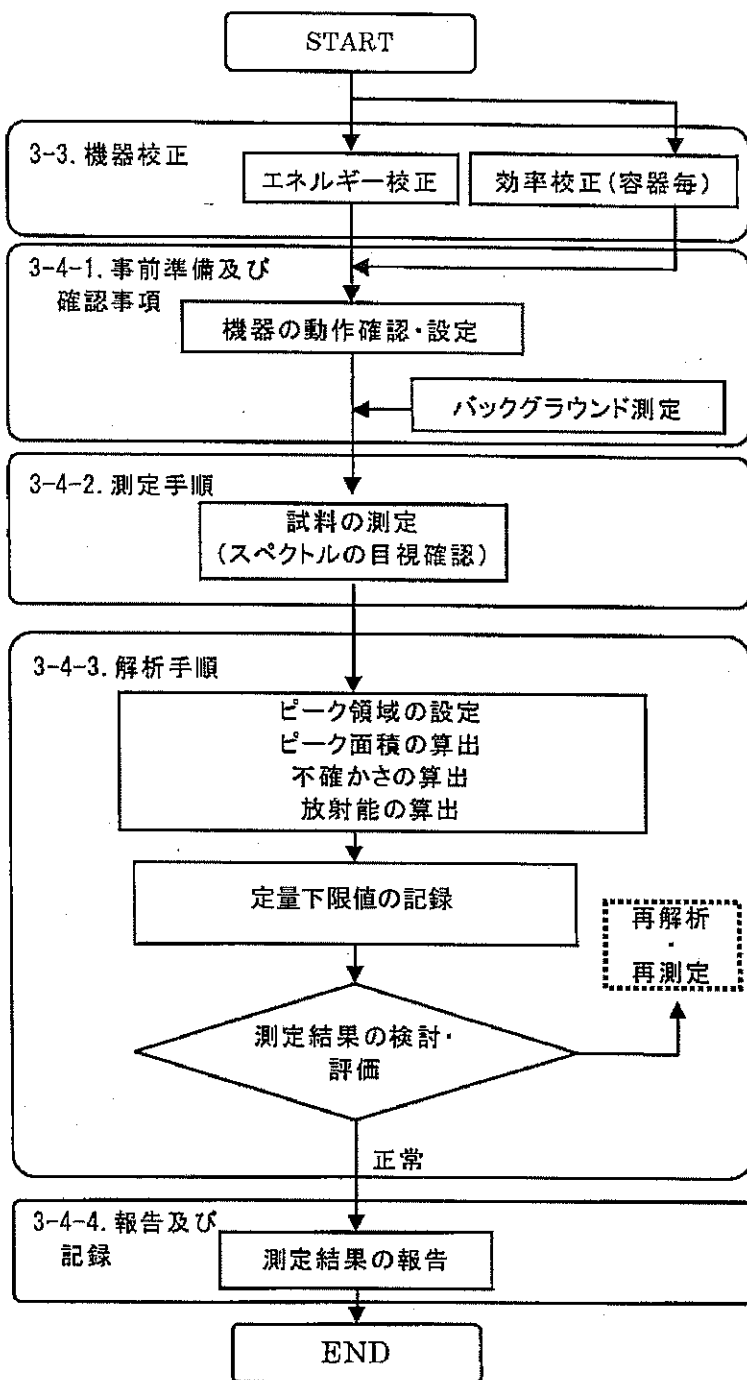 START
3-3. 機器校正
エネルギー校正
効率校正(容器毎)
3-4-1. 事前準備及び
確認事項
機器の動作確認・設定
バックグラウンド測定
3-4-2. 測定手順
試料の測定
(スペクトルの目視確認)
3-4-3. 解析手順
ピーク領域の設定
ピーク面積の算出
不確かさの算出
放射能の算出
定量下限値の記録
再解析
・
再測定
測定結果の検討・
評価
正常
3-4-4. 報告及び
記録
測定結果の報告
END